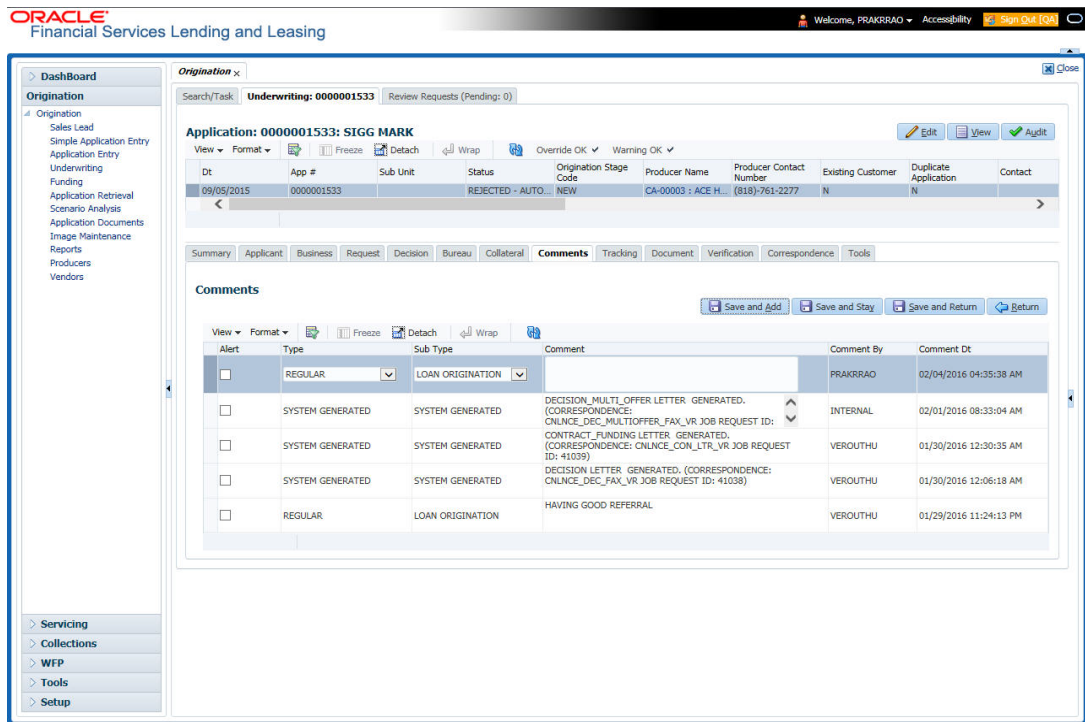 ORACLE
Financial Services Lending and Leasing
Welcome, PRAKRRAO Accessibility Sign Out [QA]
Close
DashBoard
Origination
Origination
Sales Lead
Simple Application Entry
Application Entry
Underwriting
Funding
Application Retrieval
Scenario Analysis
Application Documents
Image Maintenance
Reports
Producers
Vendors
Servicing
Collections
WFP
Tools
Setup
Origination
Search/Task Underwriting: 0000001533 Review Requests (Pending: 0)
Application: 0000001533: SIGG MARK
Edit View Audit
View Format Freeze Detach Wrap Override OK Warning OK
Dt App # Sub Unit Status Origination Stage Code Producer Name Producer Contact Number Existing Customer Duplicate Application Contact
09/05/2015 0000001533 REJECTED - AUTO... NEW CA-00003 : ACE H... (818)-761-2277 N N
Summary Applicant Business Request Decision Bureau Collateral Comments Tracking Document Verification Correspondence Tools
Comments
Save and Add Save and Stay Save and Return Return
View Format Freeze Detach Wrap
Alert Type Sub Type Comment Comment By Comment Dt
REGULAR LOAN ORIGINATION PRAKRRAO 02/04/2016 04:35:38 AM
SYSTEM GENERATED SYSTEM GENERATED DECISION_MULTI_OFFER LETTER GENERATED.
(CORRESPONDENCE:
CNLNCE_DEC_MULTIOFFER_FAX_VR JOB REQUEST ID: INTERNAL 02/01/2016 08:33:04 AM
SYSTEM GENERATED SYSTEM GENERATED CONTRACT_FUNDING LETTER GENERATED.
(CORRESPONDENCE: CNLNCE_CON_LTR_VR JOB REQUEST
ID: 41039) VEROUTHU 01/30/2016 12:30:35 AM
SYSTEM GENERATED SYSTEM GENERATED DECISION LETTER GENERATED. (CORRESPONDENCE:
CNLNCE_DEC_FAX_VR JOB REQUEST ID: 41038) VEROUTHU 01/30/2016 12:06:18 AM
REGULAR LOAN ORIGINATION HAVING GOOD REFERRAL VEROUTHU 01/29/2016 11:24:13 PM